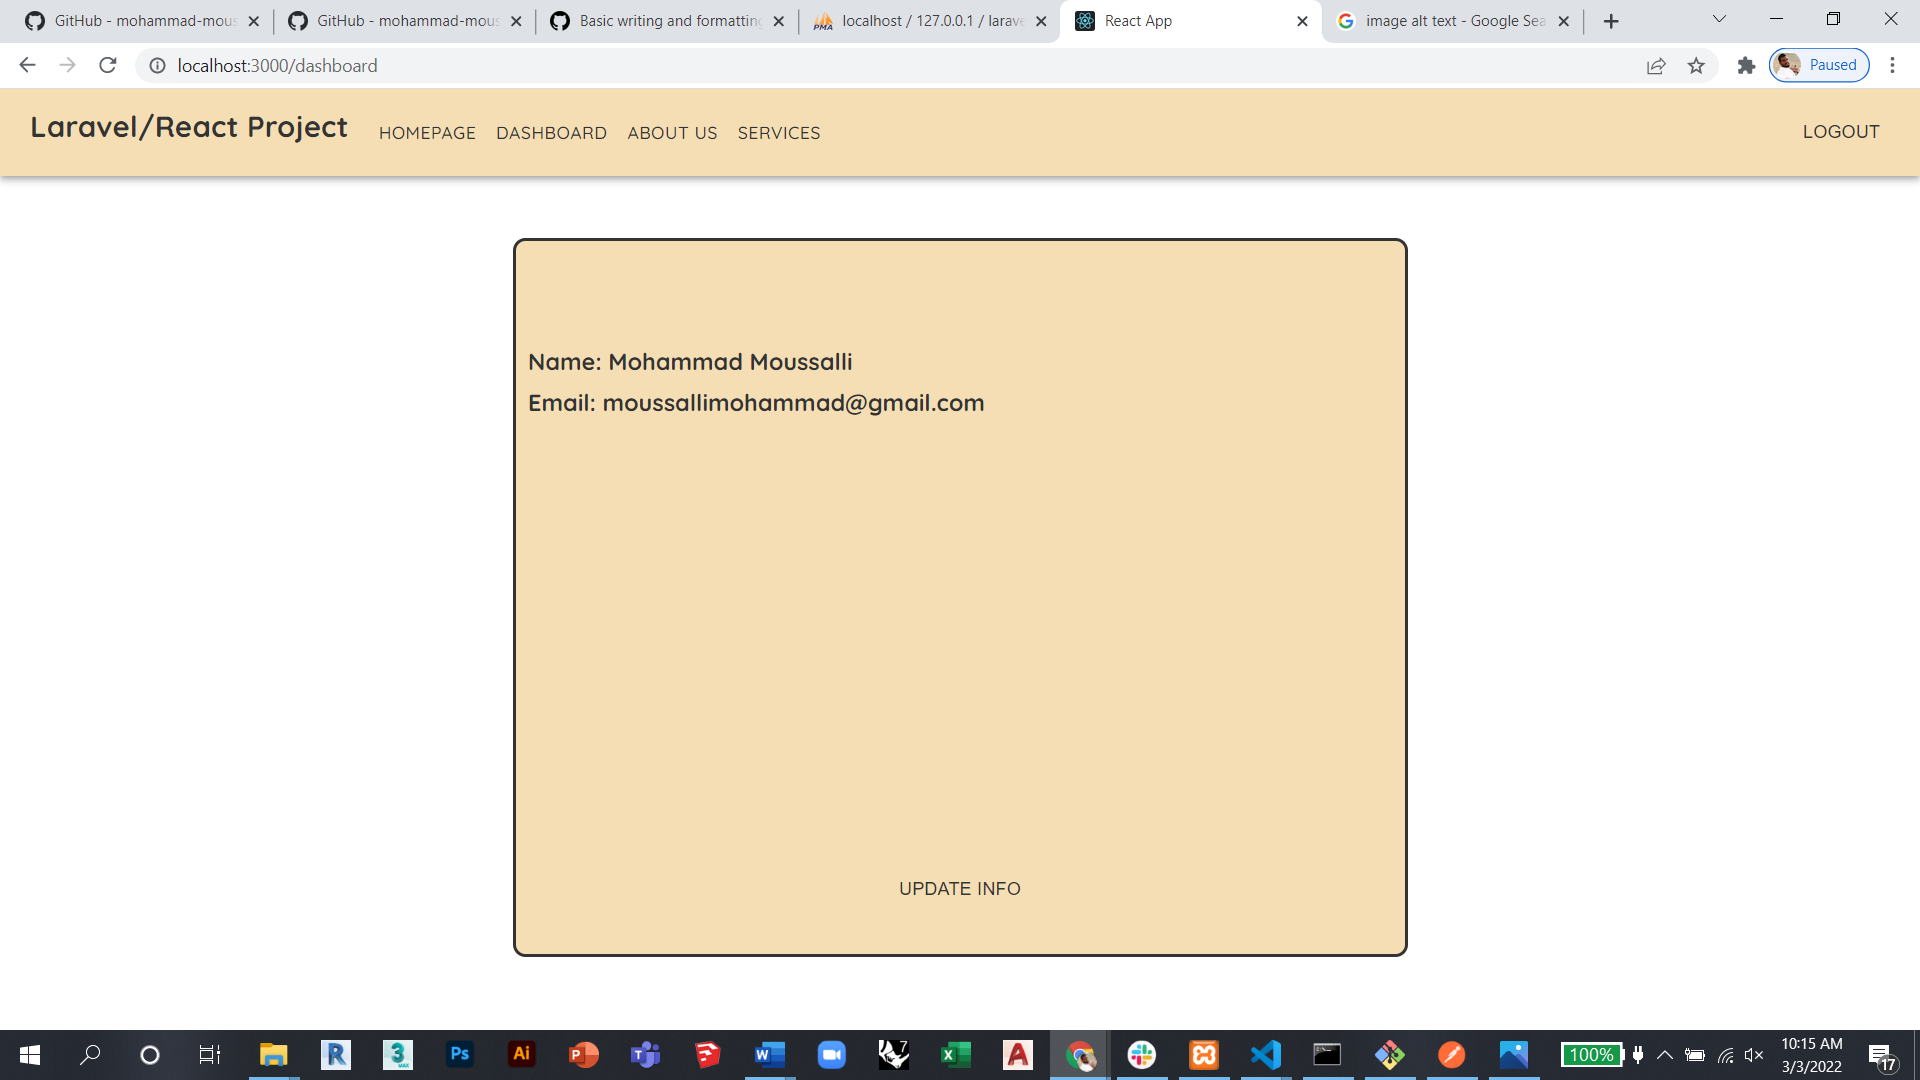 GitHub - mohammad-mous
GitHub - mohammad-mous
Basic writing and formatting
localhost / 127.0.0.1 / larave
React App
image alt text - Google Sea
localhost:3000/dashboard
Paused
Laravel/React Project
HOMEPAGE
DASHBOARD
ABOUT US
SERVICES
LOGOUT
Name: Mohammad Moussalli
Email: moussallimohammad@gmail.com
UPDATE INFO
100%
10:15 AM
3/3/2022
17